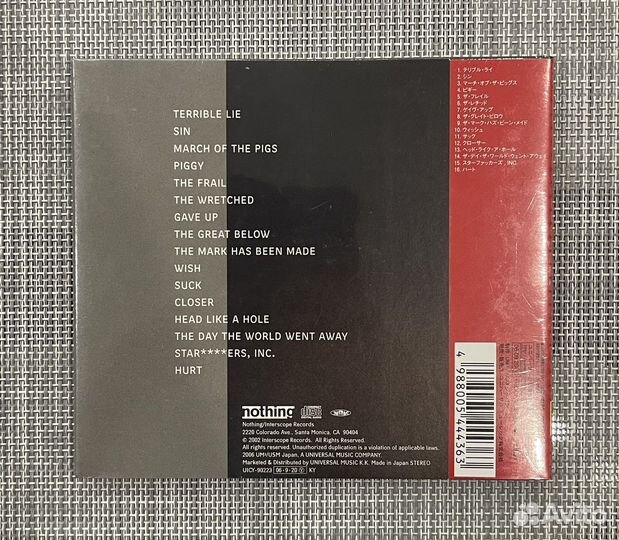 TERRIBLE LIE
SIN
MARCH OF THE PIGS
PIGGY
THE FRAIL
THE WRETCHED
GAVE UP
THE GREAT BELOW
THE MARK HAS BEEN MADE
WISH
SUCK
CLOSER
HEAD LIKE A HOLE
THE DAY THE WORLD WENT AWAY
STAR****ERS, INC.
HURT
nothing
Nothing/Interscope Records
2220 Colorado Ave., Santa Monica, CA 90404
© 2002 Interscope Records. All Rights Reserved.
All rights reserved. Unauthorized duplication is a violation of applicable laws.
2006 UM³/USM Japan, A UNIVERSAL MUSIC COMPANY.
Marketed & Distributed by UNIVERSAL MUSIC K.K. Made in Japan STEREO
UICY-90223 06・9・20 Ⓨ KY
1. テリブル・ライ
2. シン
3. マーチ・オブ・ザ・ピッグス
4. ピギー
5. ザ・フレイル
6. ザ・レチッド
7. ゲイヴ・アップ
8. ザ・グレイト・ビロウ
9. ザ・マーク・ハズ・ビーン・メイド
10. ウィッシュ
11. サック
12. クローサー
13. ヘッド・ライク・ア・ホール
14. ザ・デイ・ザ・ワールド・ウェント・アウェイ
15. スターファッカーズ, INC.
16. ハート
4 988005 444363
Avito